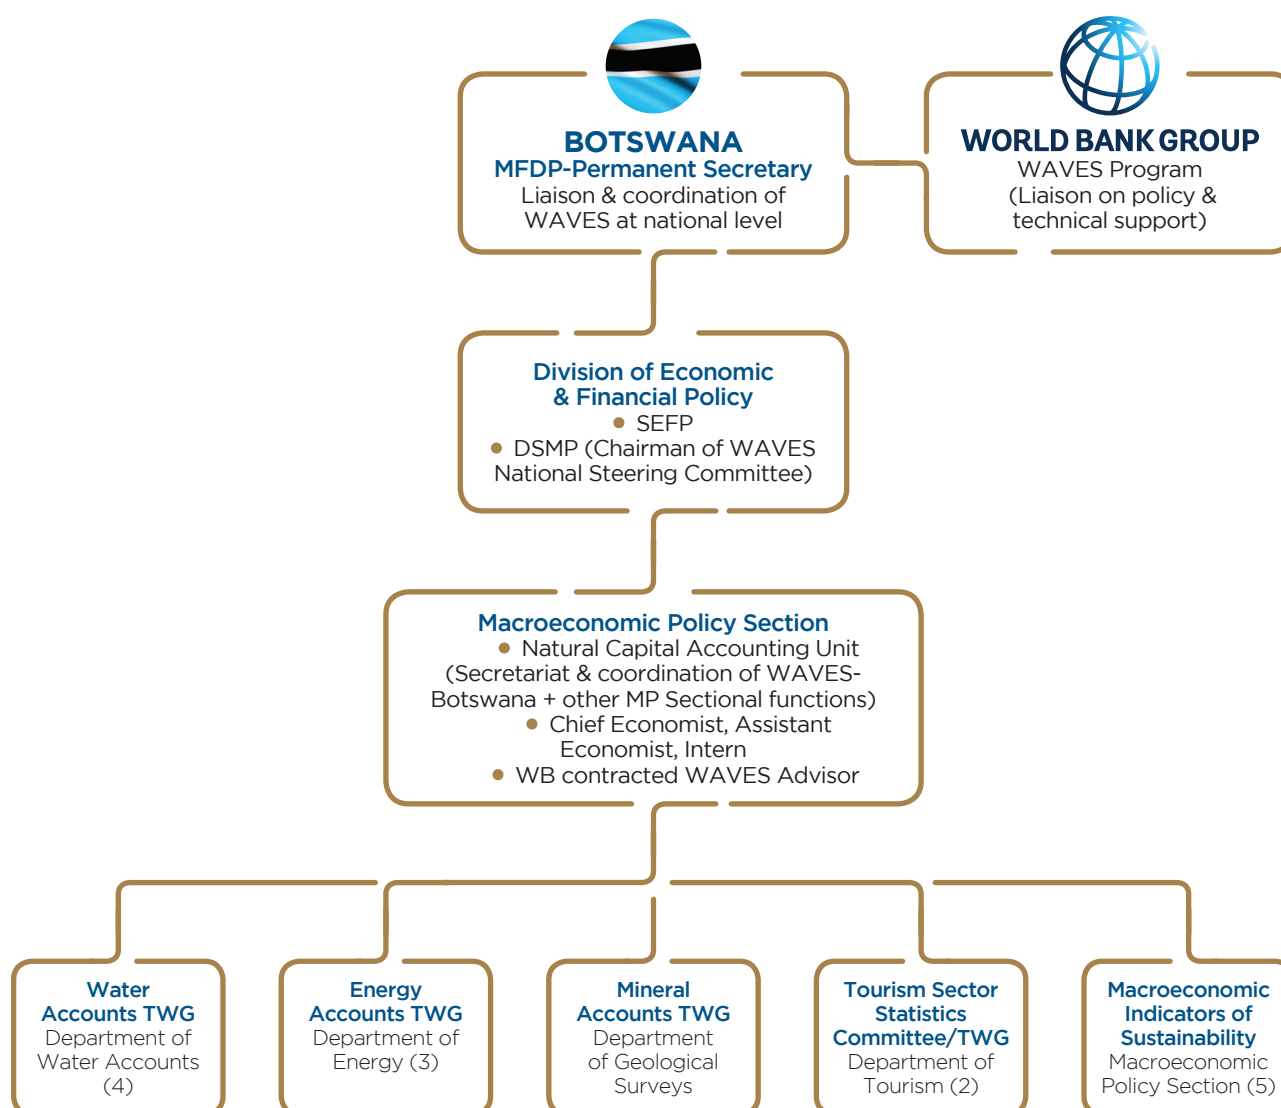 BOTSWANA
MFDP-Permanent Secretary
Liaison & coordination of
WAVES at national level
WORLD BANK GROUP
WAVES Program
(Liaison on policy &
technical support)
Division of Economic
& Financial Policy
• SEFP
• DSMP (Chairman of WAVES
National Steering Committee)
Macroeconomic Policy Section
• Natural Capital Accounting Unit
(Secretariat & coordination of WAVES-
Botswana + other MP Sectional functions)
• Chief Economist, Assistant
Economist, Intern
• WB contracted WAVES Advisor
Water
Accounts TWG
Department of
Water Accounts
(4)
Energy
Accounts TWG
Department of
Energy (3)
Mineral
Accounts TWG
Department
of Geological
Surveys
Tourism Sector
Statistics
Committee/TWG
Department of
Tourism (2)
Macroeconomic
Indicators of
Sustainability
Macroeconomic
Policy Section (5)